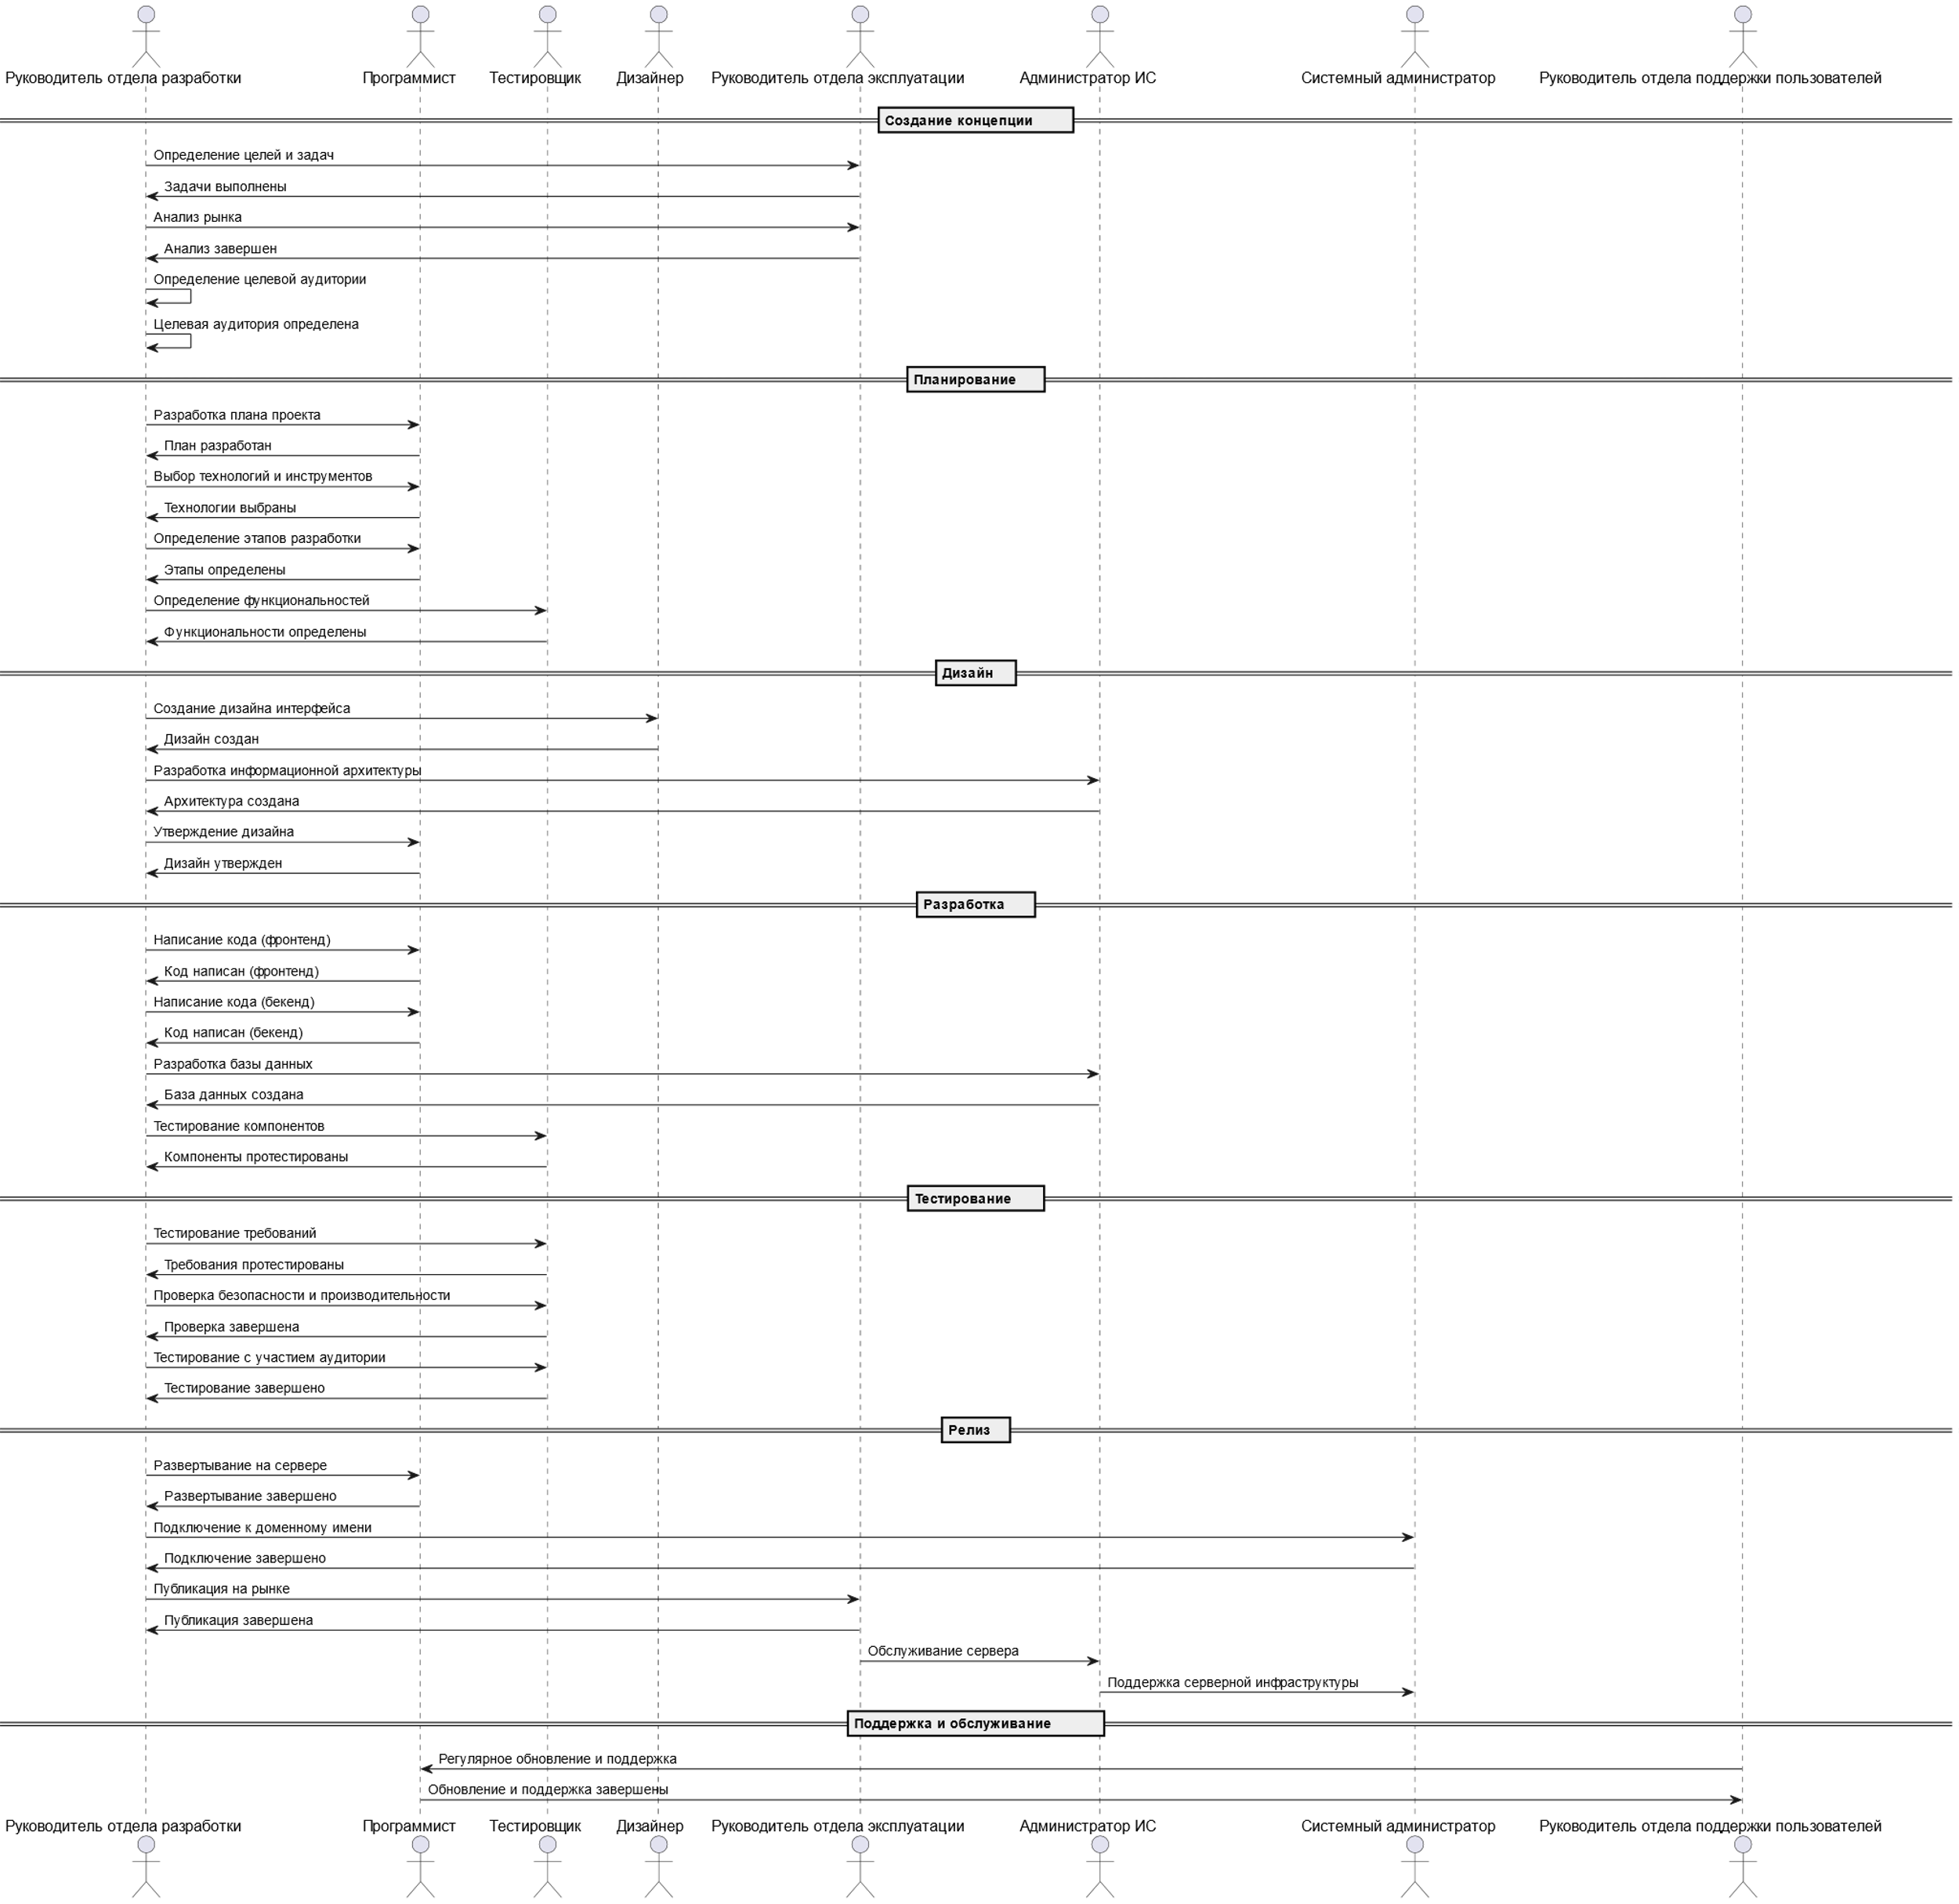 Руководитель отдела разработки
Программист
Тестировщик
Дизайнер
Руководитель отдела эксплуатации
Администратор ИС
Системный администратор
Руководитель отдела поддержки пользователей
Создание концепции
Определение целей и задач
Задачи выполнены
Анализ рынка
Анализ завершен
Определение целевой аудитории
Целевая аудитория определена
Планирование
Разработка плана проекта
План разработан
Выбор технологий и инструментов
Технологии выбраны
Определение этапов разработки
Этапы определены
Определение функциональностей
Функциональности определены
Дизайн
Создание дизайна интерфейса
Дизайн создан
Разработка информационной архитектуры
Архитектура создана
Утверждение дизайна
Дизайн утвержден
Разработка
Написание кода (фронтенд)
Код написан (фронтенд)
Написание кода (бекенд)
Код написан (бекенд)
Разработка базы данных
База данных создана
Тестирование компонентов
Компоненты протестированы
Тестирование
Тестирование требований
Требования протестированы
Проверка безопасности и производительности
Проверка завершена
Тестирование с участием аудитории
Тестирование завершено
Релиз
Развертывание на сервере
Развертывание завершено
Подключение к доменному имени
Подключение завершено
Публикация на рынке
Публикация завершена
Обслуживание сервера
Поддержка серверной инфраструктуры
Поддержка и обслуживание
Регулярное обновление и поддержка
Обновление и поддержка завершены
Руководитель отдела разработки
Программист
Тестировщик
Дизайнер
Руководитель отдела эксплуатации
Администратор ИС
Системный администратор
Руководитель отдела поддержки пользователей